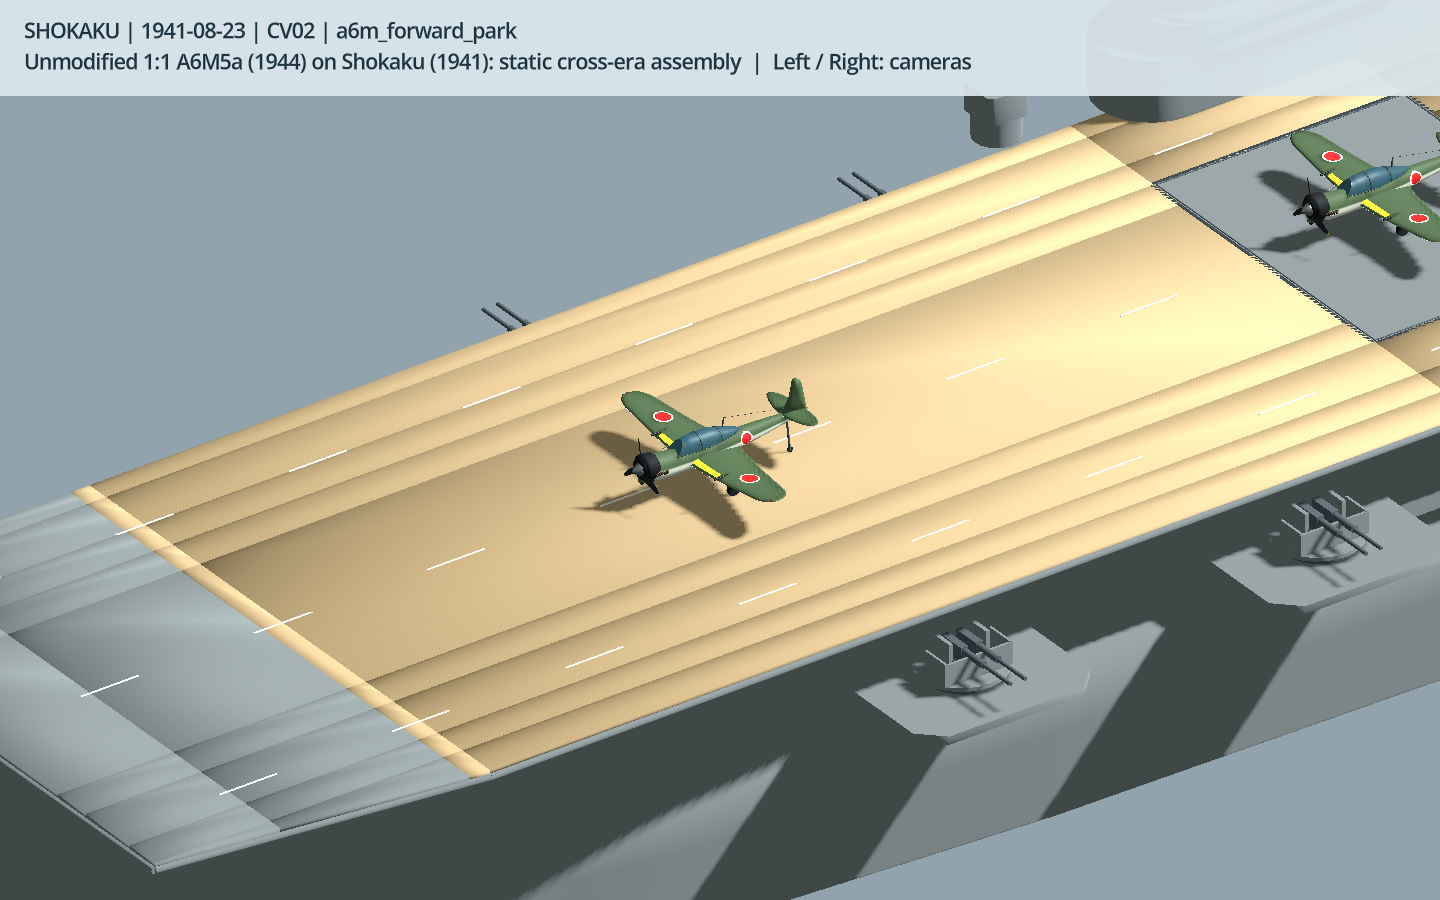 SHOKAKU | 1941-08-23 | CV02 | a6m_forward_park
Unmodified 1:1 A6M5a (1944) on Shokaku (1941): static cross-era assembly | Left / Right: cameras